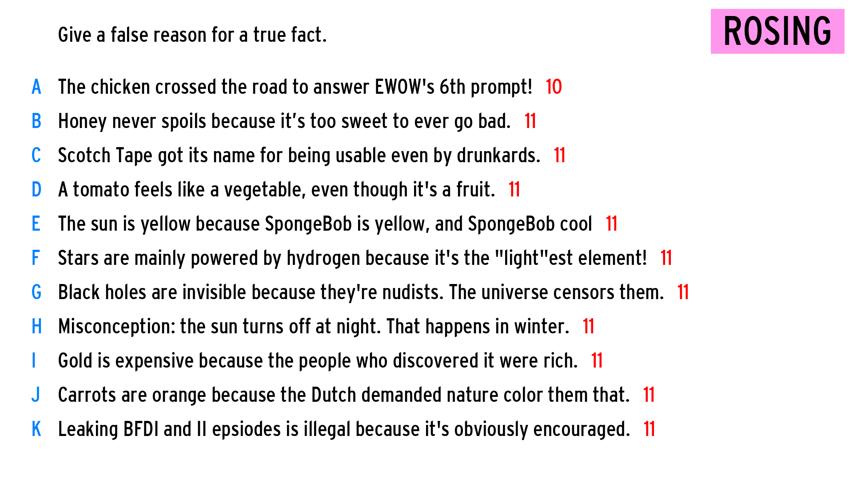 Give a false reason for a true fact.
ROSING
A The chicken crossed the road to answer EWOW's 6th prompt! 10
B Honey never spoils because it’s too sweet to ever go bad. 11
C Scotch Tape got its name for being usable even by drunkards. 11
D A tomato feels like a vegetable, even though it's a fruit. 11
E The sun is yellow because SpongeBob is yellow, and SpongeBob cool 11
F Stars are mainly powered by hydrogen because it's the "light"est element! 11
G Black holes are invisible because they're nudists. The universe censors them. 11
H Misconception: the sun turns off at night. That happens in winter. 11
I Gold is expensive because the people who discovered it were rich. 11
J Carrots are orange because the Dutch demanded nature color them that. 11
K Leaking BFDI and II epsiodes is illegal because it's obviously encouraged. 11